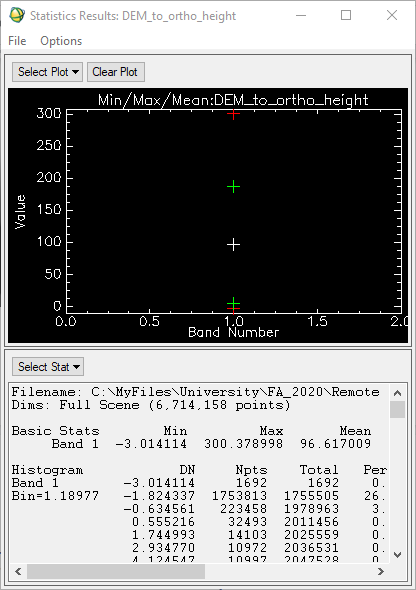 Statistics Results: DEM_to_ortho_height
File Options
Select Plot Clear Plot
Min/Max/Mean:DEM_to_ortho_height
300
250
200
150
100
50
0
Value
0.0 0.5 1.0 1.5 2.0
Band Number
Select Stat
Filename: C:\MyFiles\University\FA_2020\Remote
Dims: Full Scene (6,714,158 points)
Basic Stats Min Max Mean
Band 1 -3.014114 300.378998 96.617009
Histogram DN Npts Total Per
Band 1 -3.014114 1692 1692 0.
Bin=1.18977 -1.824337 1753813 1755505 26.
-0.634561 223458 1978963 3.
0.555216 32493 2011456 0.
1.744993 14103 2025559 0.
2.934770 10972 2036531 0.
4.124547 10997 2047528 0.